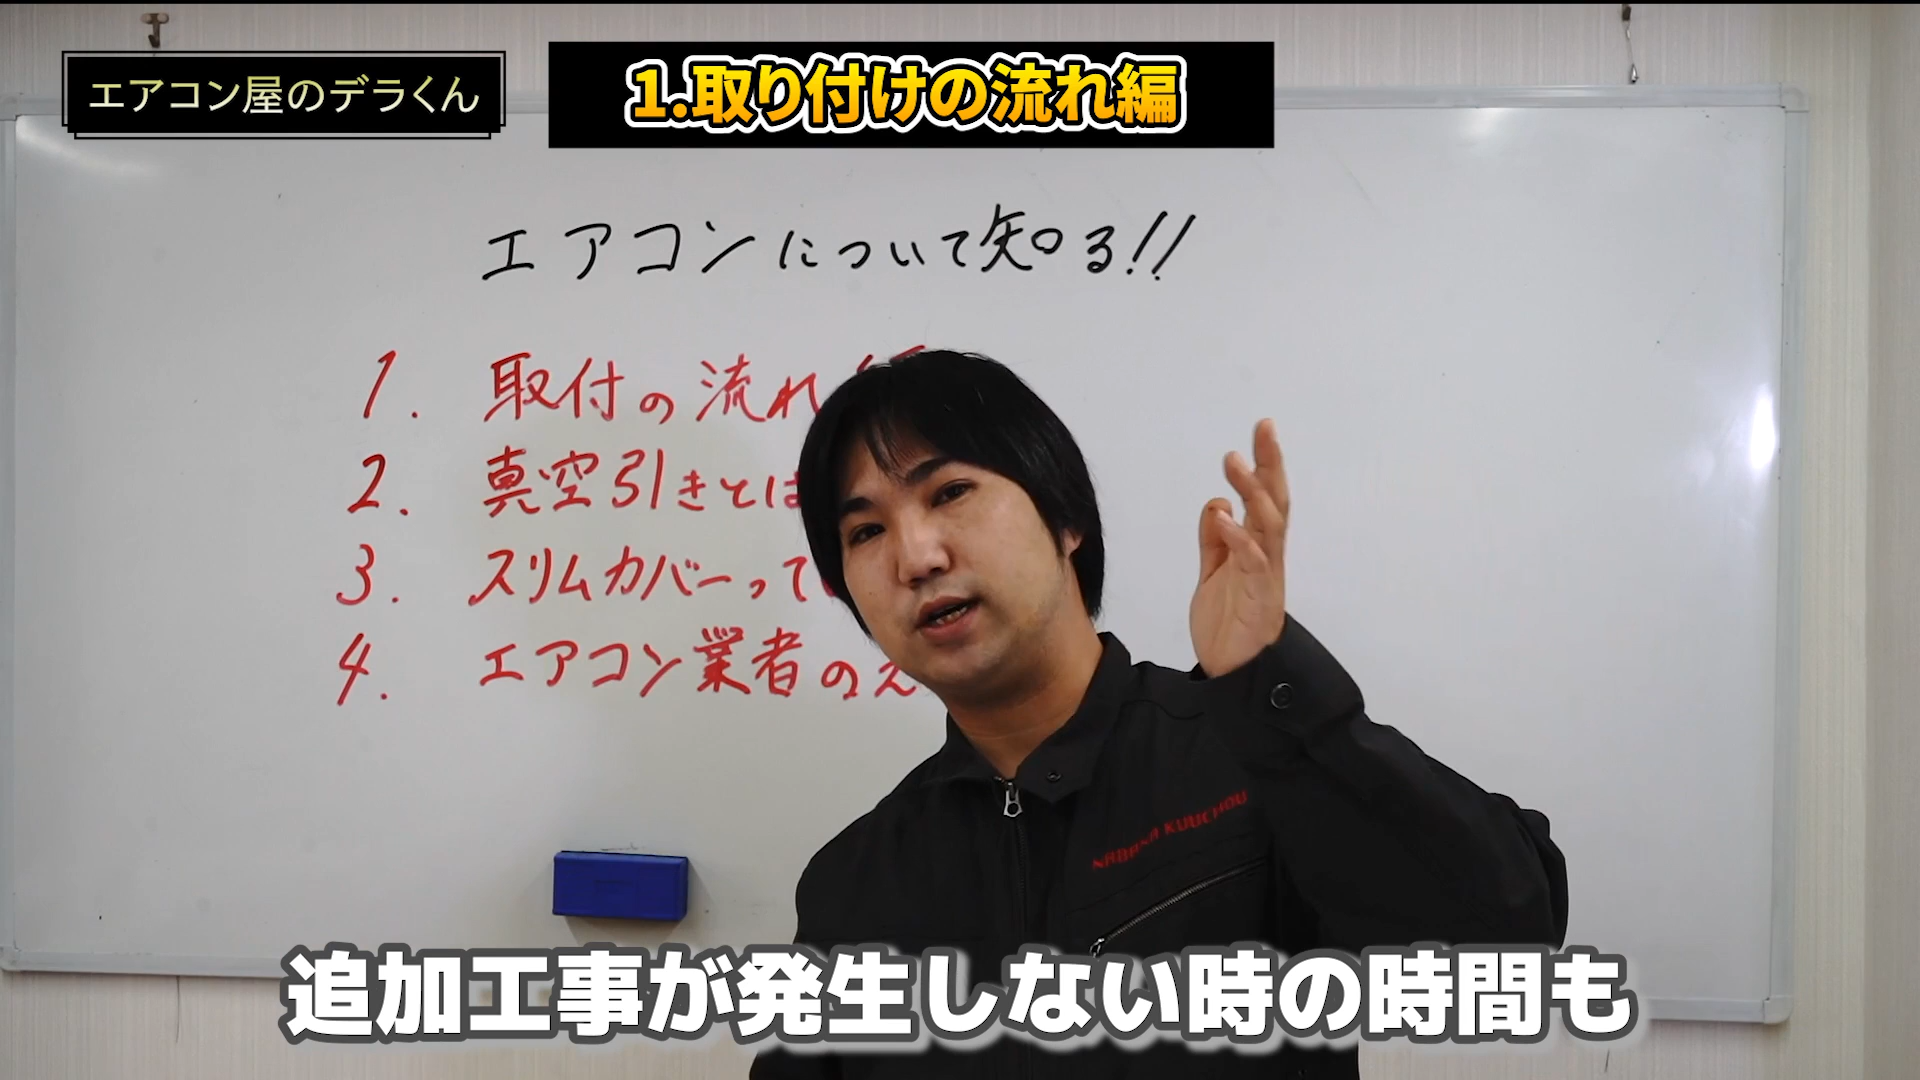 エアコン屋のデラくん
1.取り付けの流れ編
エアコンについて知る!!
1. 取付の流れ
2. 真空引きとは
3. スリムカバーって
4. エアコン業者の
NABANA KUUCHOU
追加工事が発生しない時の時間も